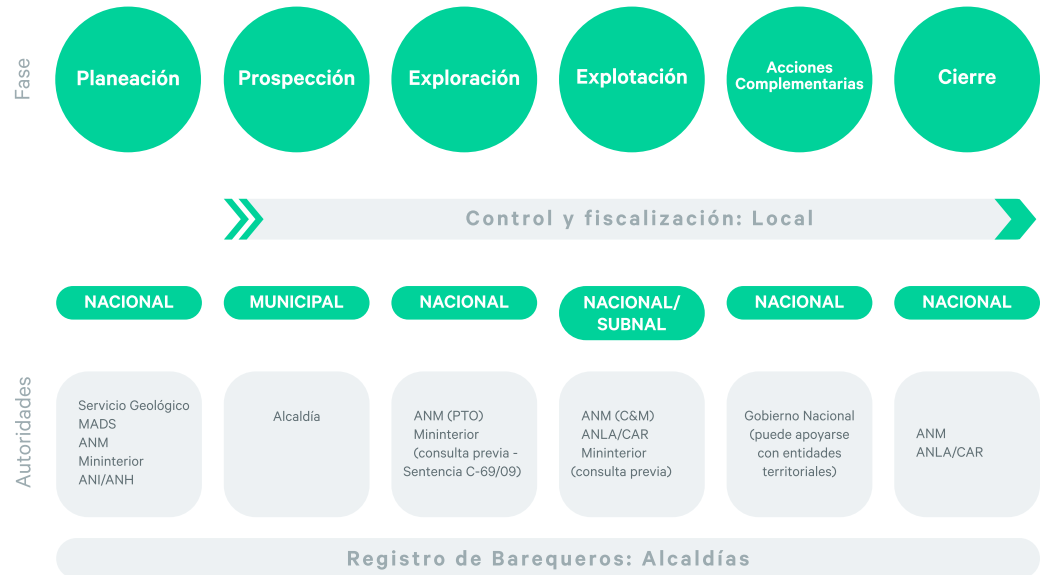 Fase
Planeación
Prospección
Exploración
Explotación
Acciones
Complementarias
Cierre
Control y fiscalización: Local
NACIONAL
MUNICIPAL
NACIONAL
NACIONAL/
SUBNAL
NACIONAL
NACIONAL
Autoridades
Servicio Geológico
MADS
ANM
Mininterior
ANI/ANH
Alcaldía
ANM (PTO)
Mininterior
(consulta previa -
Sentencia C-69/09)
ANM (C&M)
ANLA/CAR
Mininterior
(consulta previa)
Gobierno Nacional
(puede apoyarse
con entidades
territoriales)
ANM
ANLA/CAR
Registro de Barequeros: Alcaldías